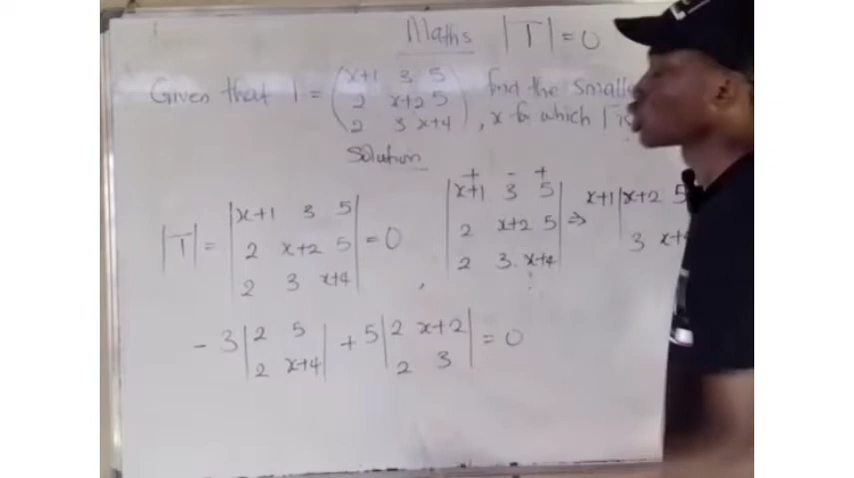 Maths |T| = 0
Given that T = (x+1 3 5
2 x+2 5
2 3 x+4), find the
x for which T is
Solution
|T| = |x+1 3 5
2 x+2 5
2 3 x+4| = 0,
+ - +
|x+1 3 5
2 x+2 5
2 3 x+4| ⇒ x+1 |x+2 5
3
- 3 |2 5
2 x+4| + 5 |2 x+2
2 3| = 0